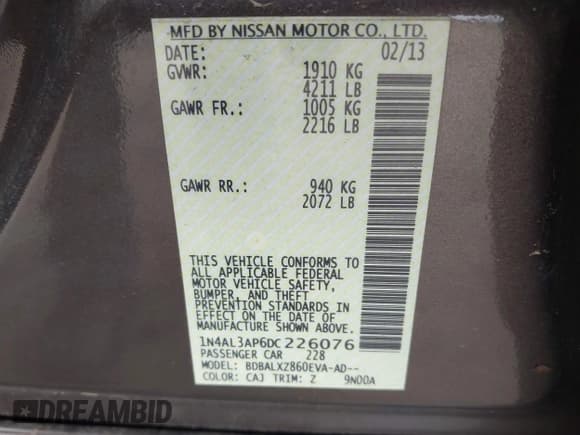 MFD BY NISSAN MOTOR CO., LTD.
DATE: 02/13
GVWR: 1910 KG
4211 LB
GAWR FR.: 1005 KG
2216 LB
GAWR RR.: 940 KG
2072 LB
THIS VEHICLE CONFORMS TO
ALL APPLICABLE FEDERAL
MOTOR VEHICLE SAFETY,
BUMPER, AND THEFT
PREVENTION STANDARDS IN
EFFECT ON THE DATE OF
MANUFACTURE SHOWN ABOVE.
1N4AL3AP6DC226076
PASSENGER CAR 228
MODEL: BDBALXZ860EVA-AD--
COLOR: CAJ TRIM: Z 9N00A
DREAMBID